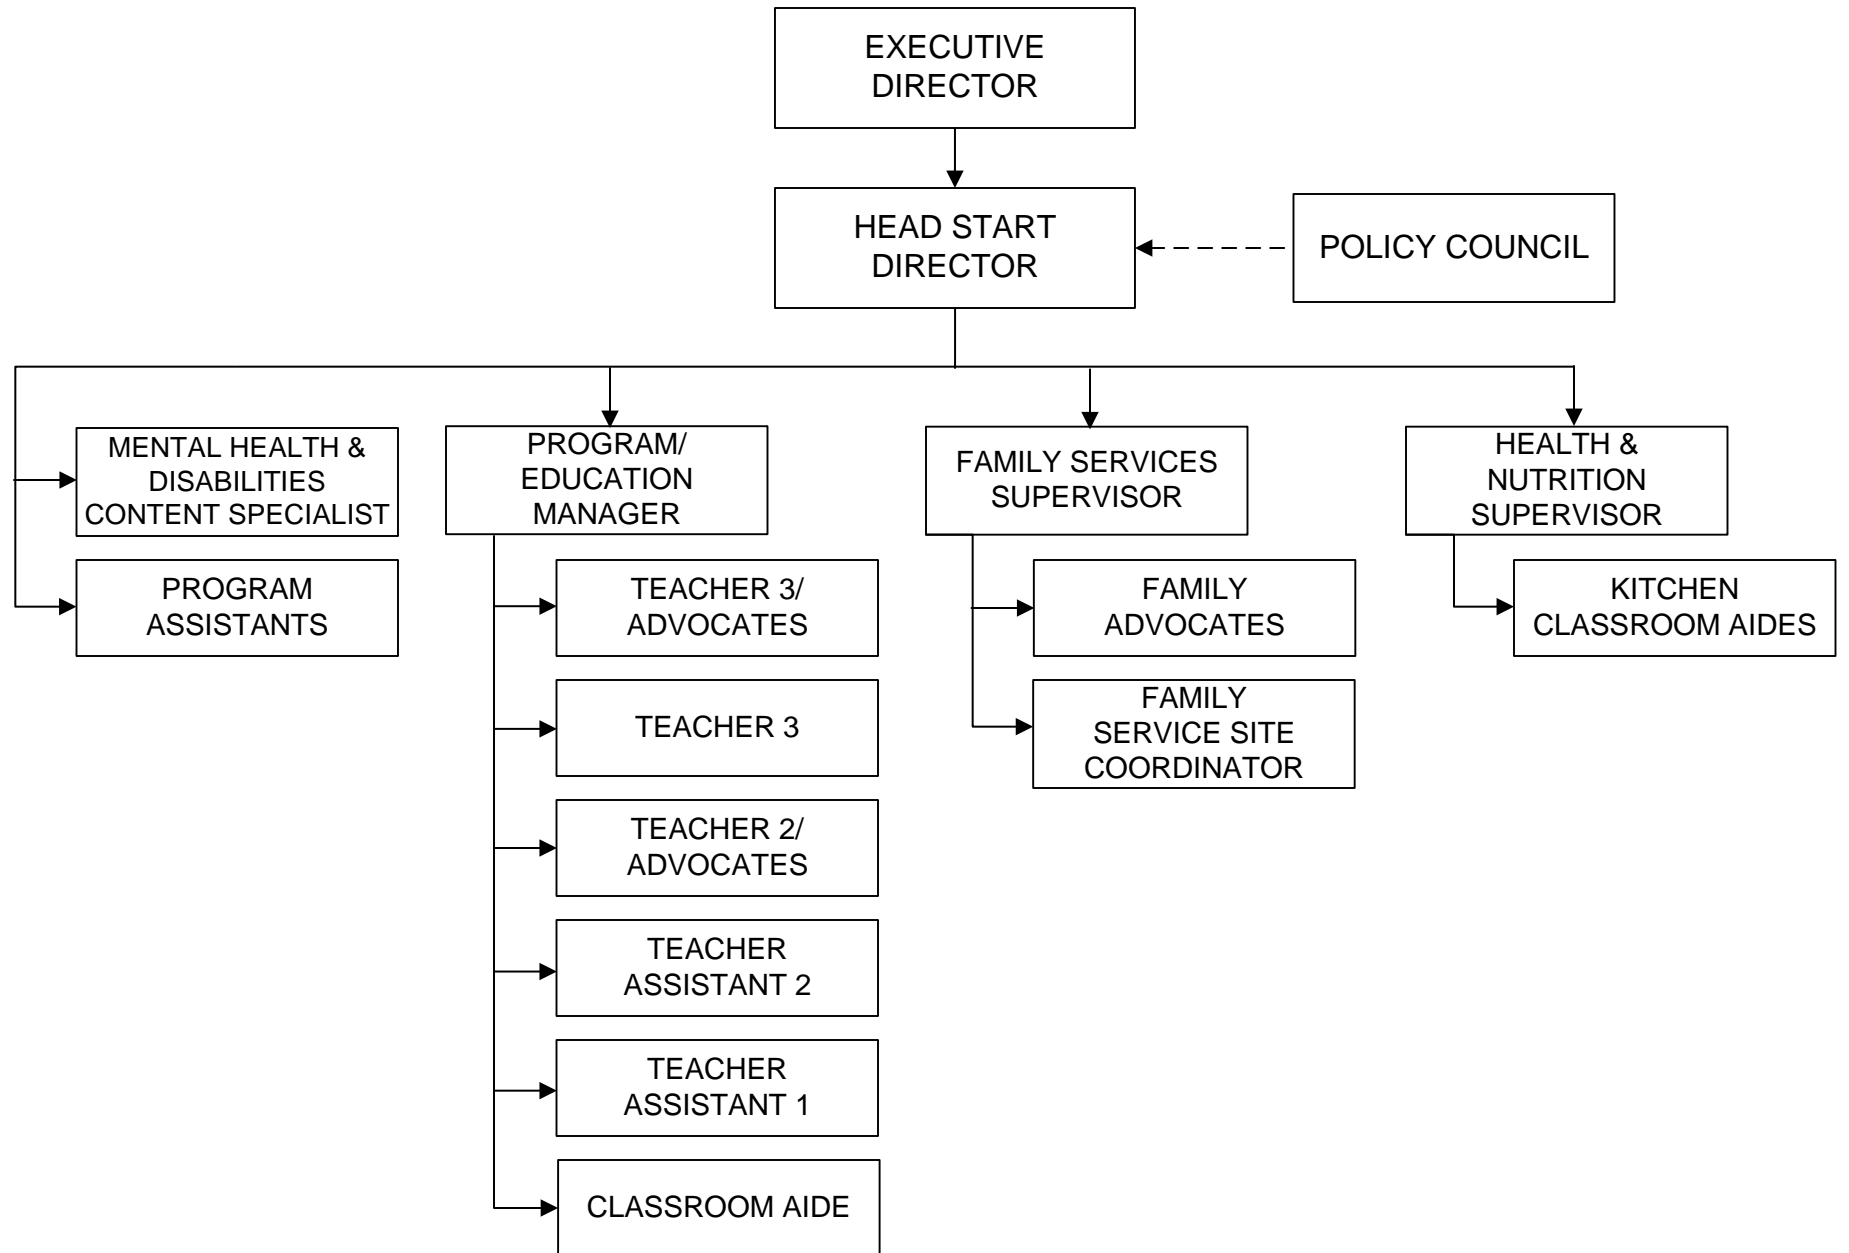 EXECUTIVE
DIRECTOR
HEAD START
DIRECTOR
POLICY COUNCIL
MENTAL HEALTH &
DISABILITIES
CONTENT SPECIALIST
PROGRAM
ASSISTANTS
PROGRAM/
EDUCATION
MANAGER
TEACHER 3/
ADVOCATES
TEACHER 3
TEACHER 2/
ADVOCATES
TEACHER
ASSISTANT 2
TEACHER
ASSISTANT 1
CLASSROOM AIDE
FAMILY SERVICES
SUPERVISOR
FAMILY
ADVOCATES
FAMILY
SERVICE SITE
COORDINATOR
HEALTH &
NUTRITION
SUPERVISOR
KITCHEN
CLASSROOM AIDES